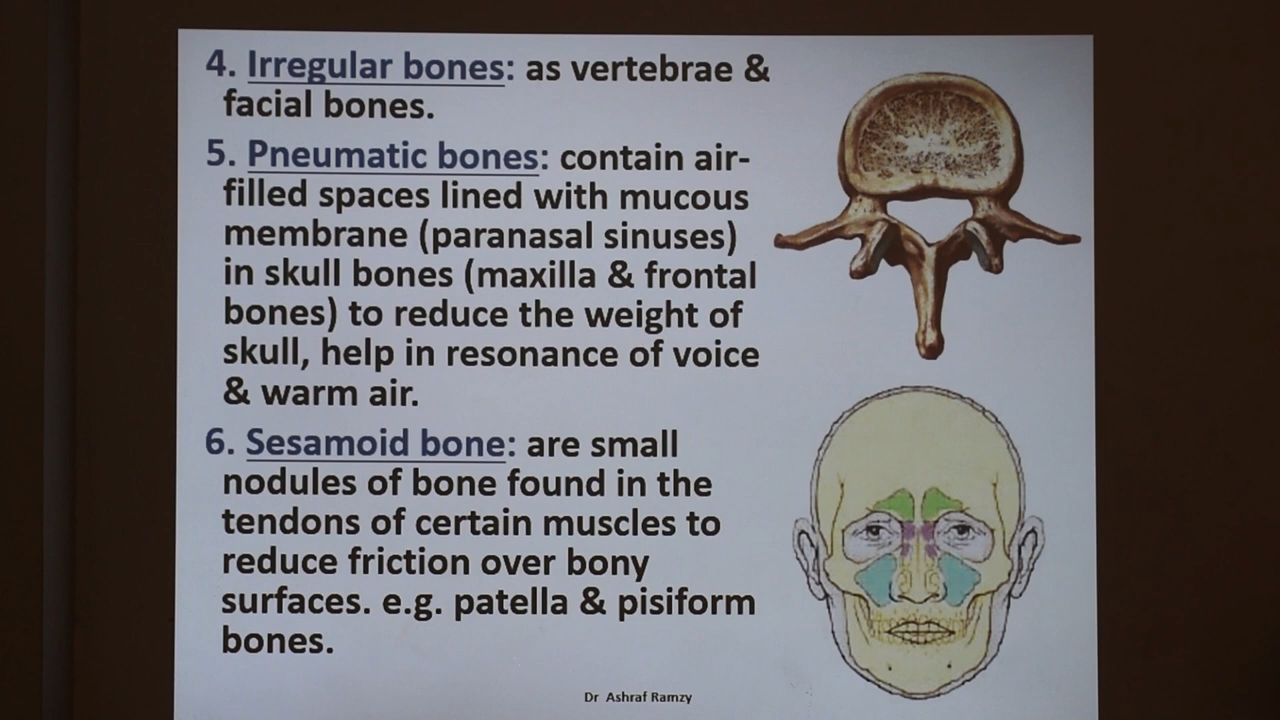 4. Irregular bones: as vertebrae &
facial bones.
5. Pneumatic bones: contain air-
filled spaces lined with mucous
membrane (paranasal sinuses)
in skull bones (maxilla & frontal
bones) to reduce the weight of
skull, help in resonance of voice
& warm air.
6. Sesamoid bone: are small
nodules of bone found in the
tendons of certain muscles to
reduce friction over bony
surfaces. e.g. patella & pisiform
bones.
Dr Ashraf Ramzy